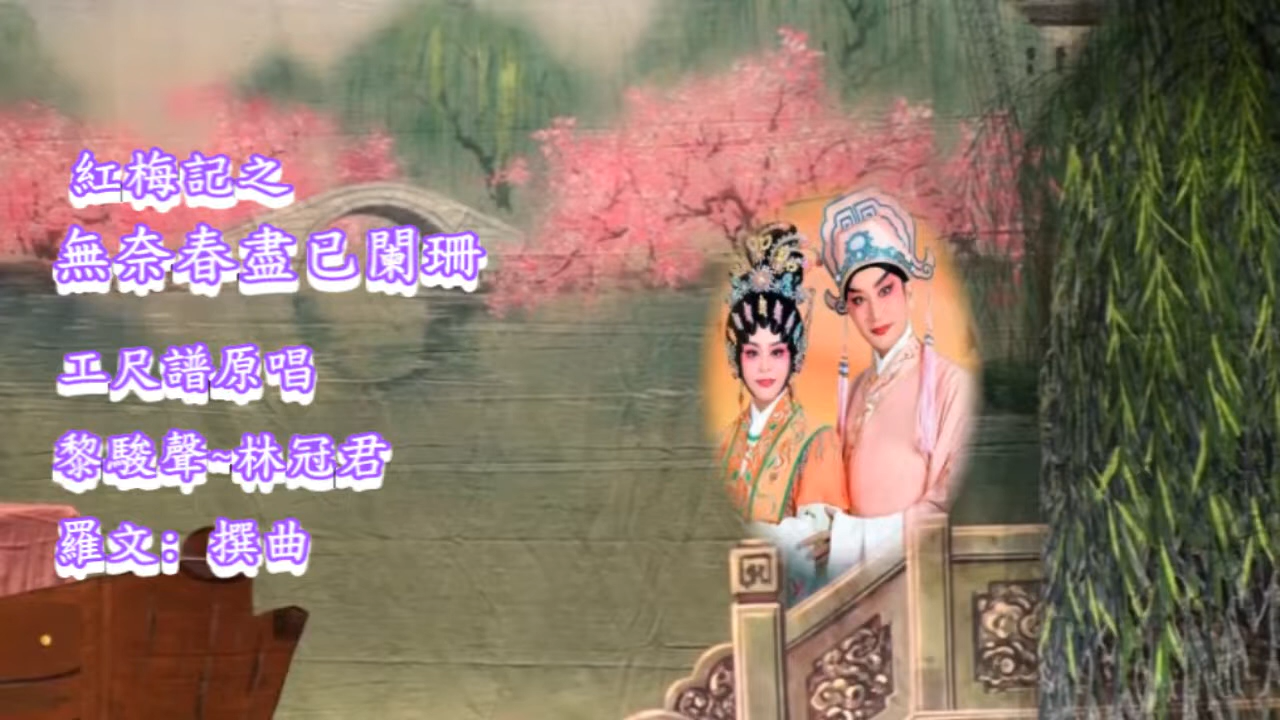 紅梅記之
無奈春盡已闌珊
工尺譜原唱
黎駿聲~林冠君
羅文：撰曲